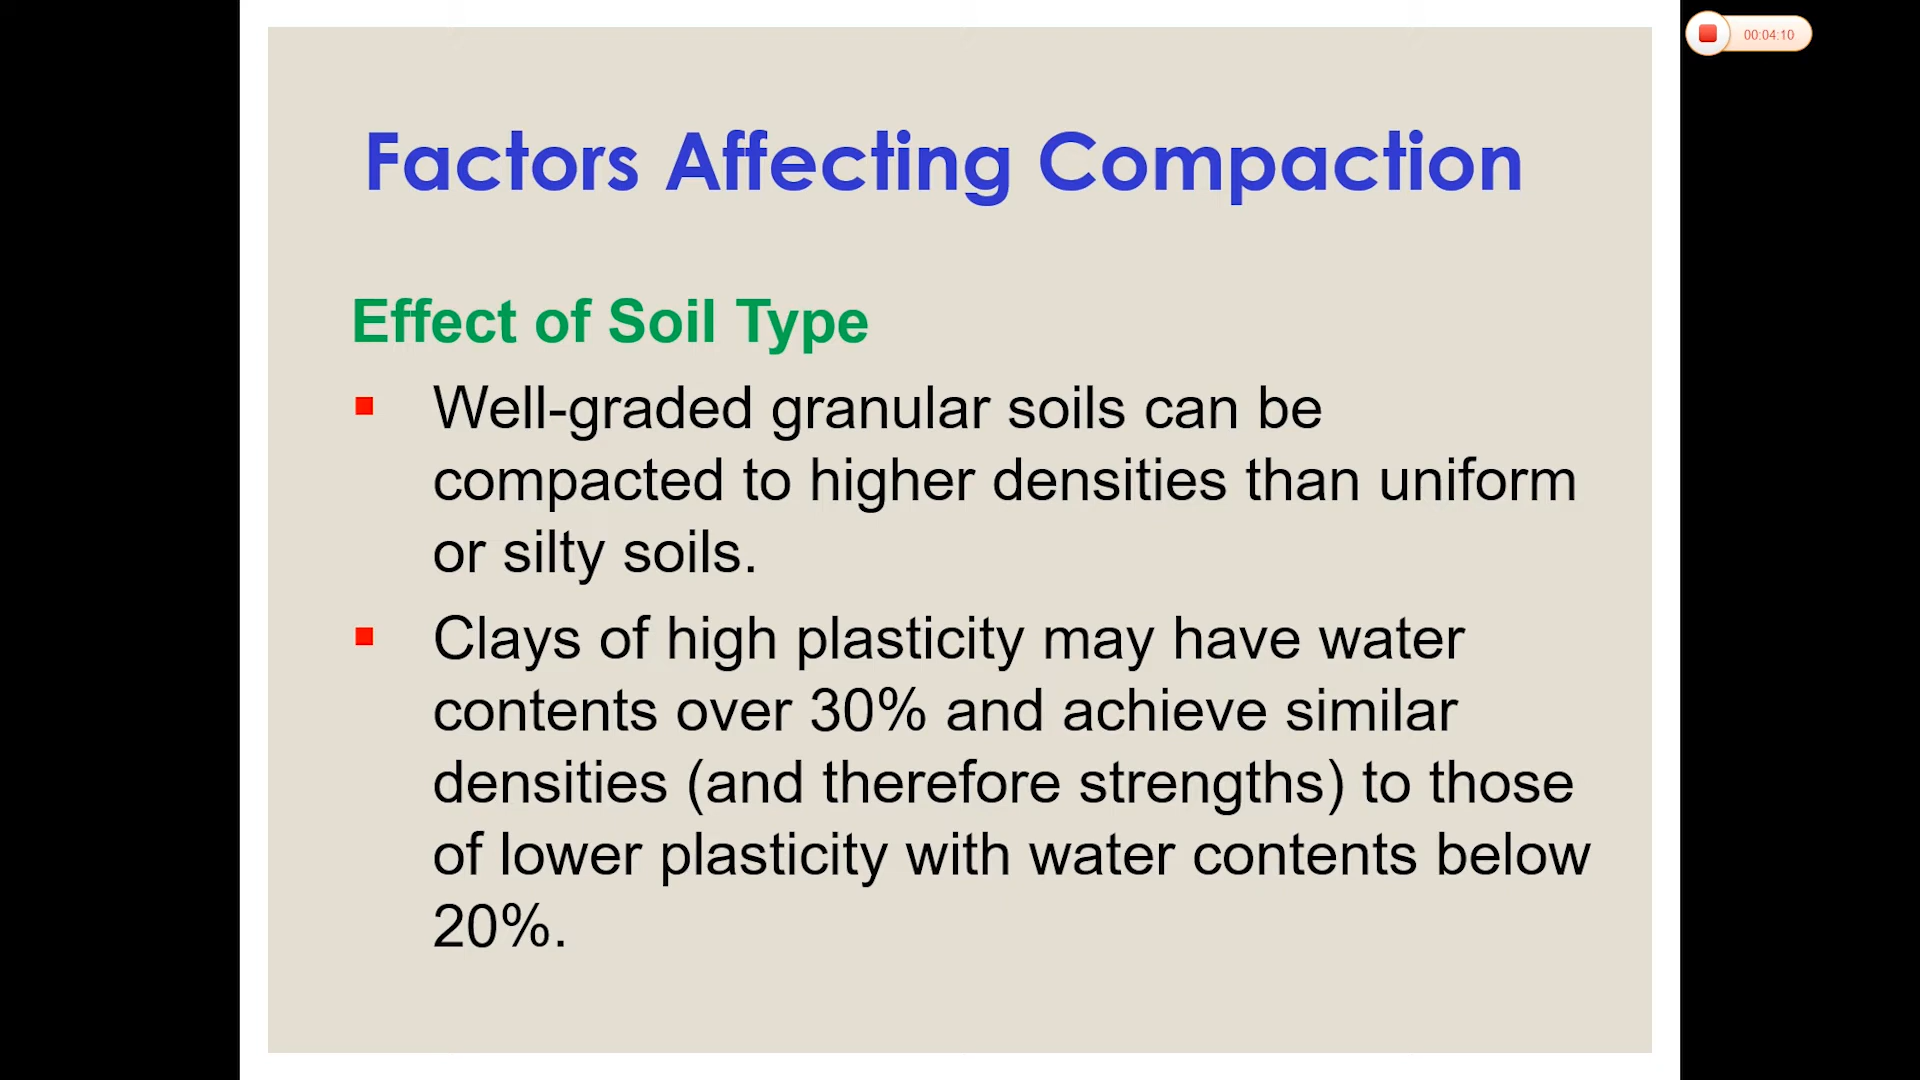 00:04:10
Factors Affecting Compaction
Effect of Soil Type
▪ Well-graded granular soils can be
compacted to higher densities than uniform
or silty soils.
▪ Clays of high plasticity may have water
contents over 30% and achieve similar
densities (and therefore strengths) to those
of lower plasticity with water contents below
20%.